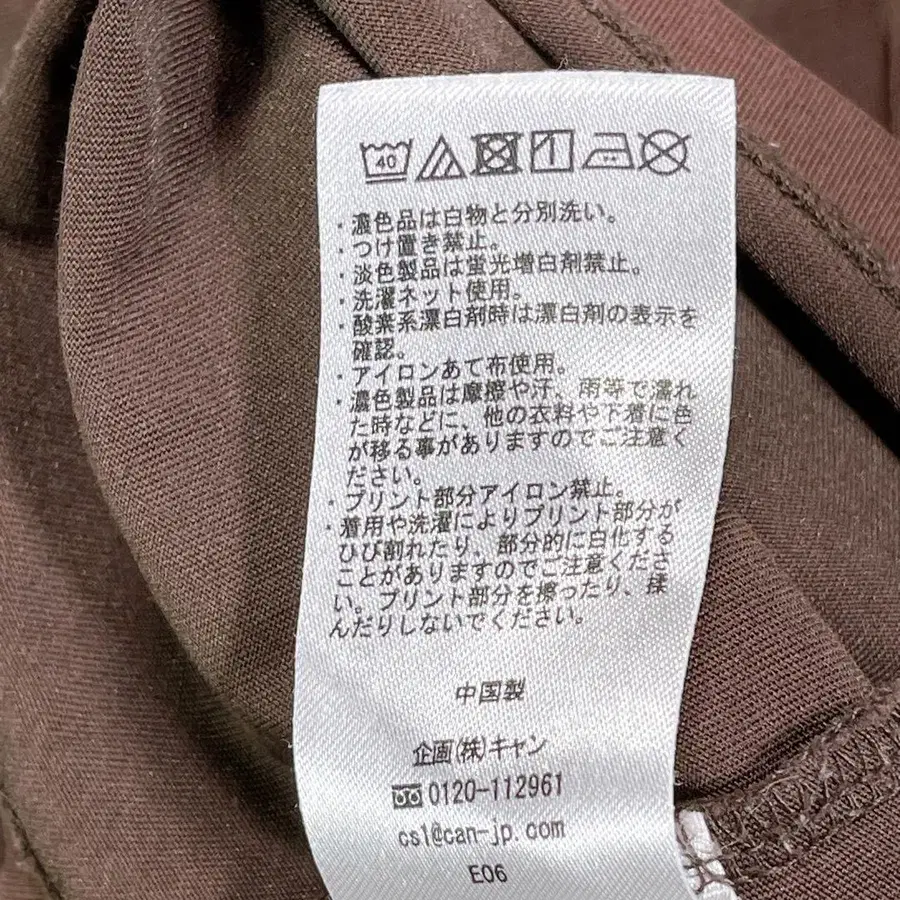 40
・濃色品は白物と分別洗い。
・つけ置き禁止。
・淡色製品は蛍光増白剤禁止。
・洗濯ネット使用。
・酸素系漂白剤時は漂白剤の表示を
確認。
・アイロンあて布使用。
・濃色製品は摩擦や汗、雨等で濡れ
た時などに、他の衣料や下着に色
が移る事がありますのでご注意く
ださい。
・プリント部分アイロン禁止。
・着用や洗濯によりプリント部分が
ひび割れたり、部分的に白化する
ことがありますのでご注意くださ
い。プリント部分を擦ったり、揉
んだりしないでください。
中国製
企画(株)キャン
0120-112961
cs1@can-jp.com
E06